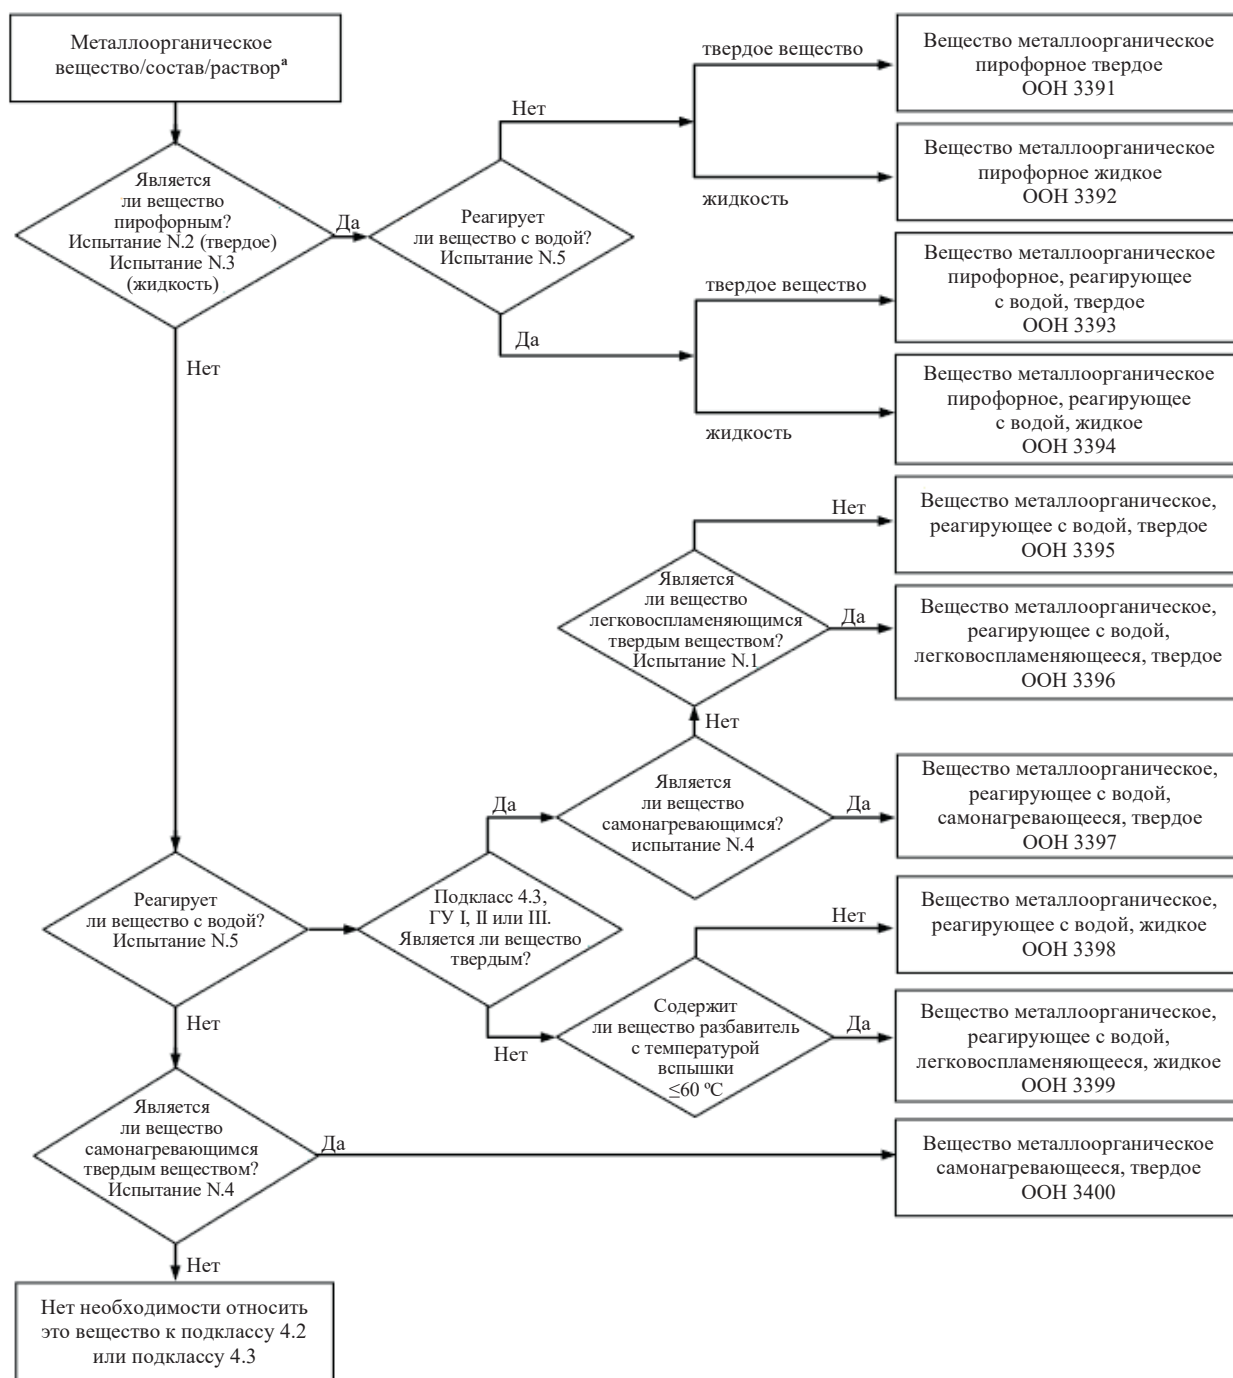 Металлоорганическое
вещество/состав/растворᵃ
твердое вещество
Вещество металлоорганическое
пирофорное твердое
ООН 3391
Нет
Вещество металлоорганическое
пирофорное жидкое
ООН 3392
жидкость
Является
ли вещество
пирофорным?
Испытание N.2 (твердое)
Испытание N.3
(жидкость)
Да
Реагирует
ли вещество с водой?
Испытание N.5
твердое вещество
Вещество металлоорганическое
пирофорное, реагирующее
с водой, твердое
ООН 3393
Да
Нет
Вещество металлоорганическое
пирофорное, реагирующее
с водой, жидкое
ООН 3394
жидкость
Нет
Вещество металлоорганическое,
реагирующее с водой, твердое
ООН 3395
Является
ли вещество
легковоспламеняющимся
твердым веществом?
Испытание N.1
Да
Вещество металлоорганическое,
реагирующее с водой,
легковоспламеняющееся, твердое
ООН 3396
Нет
Является
ли вещество
самонагревающимся?
испытание N.4
Да
Да
Вещество металлоорганическое,
реагирующее с водой,
самонагревающееся, твердое
ООН 3397
Реагирует
ли вещество с водой?
Испытание N.5
Подкласс 4.3,
ГУ I, II или III.
Является ли вещество
твердым?
Нет
Вещество металлоорганическое,
реагирующее с водой, жидкое
ООН 3398
Нет
Нет
Содержит
ли вещество разбавитель
с температурой
вспышки
≤60 ºC
Да
Вещество металлоорганическое,
реагирующее с водой,
легковоспламеняющееся, жидкое
ООН 3399
Является
ли вещество
самонагревающимся
твердым веществом?
Испытание N.4
Да
Вещество металлоорганическое
самонагревающееся, твердое
ООН 3400
Нет
Нет необходимости относить
это вещество к подклассу 4.2
или подклассу 4.3